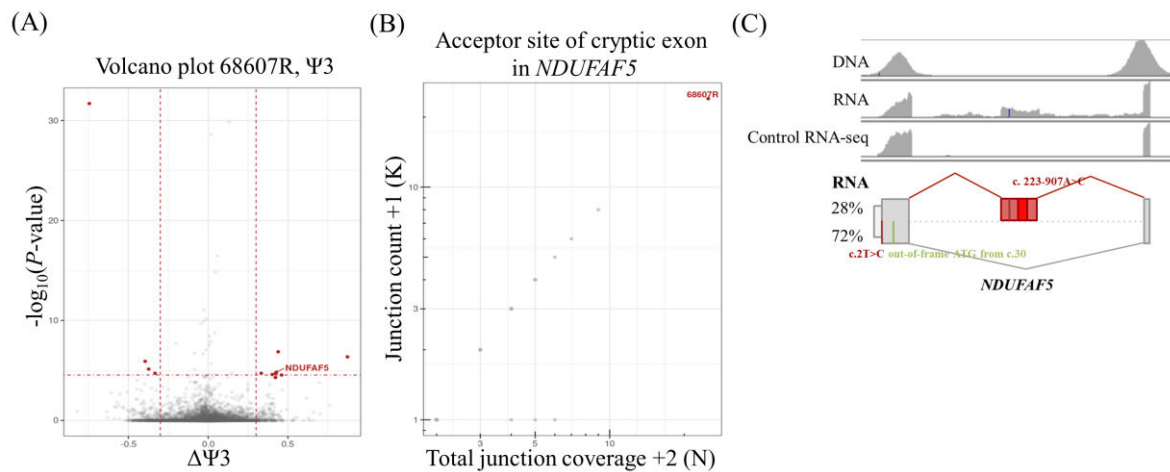 (A)
Volcano plot 68607R, Ψ3
-log10(P-value)
30
20
10
0
NDUFAF5
-0.5
0.0
0.5
ΔΨ3
(B)
Acceptor site of cryptic exon
in NDUFAF5
68607R
Junction count +1 (K)
10
3
1
3
5
10
Total junction coverage +2 (N)
(C)
DNA
RNA
Control RNA-seq
RNA
c. 223-907A>C
28%
72%
c.2T>C out-of-frame ATG from c.30
NDUFAF5